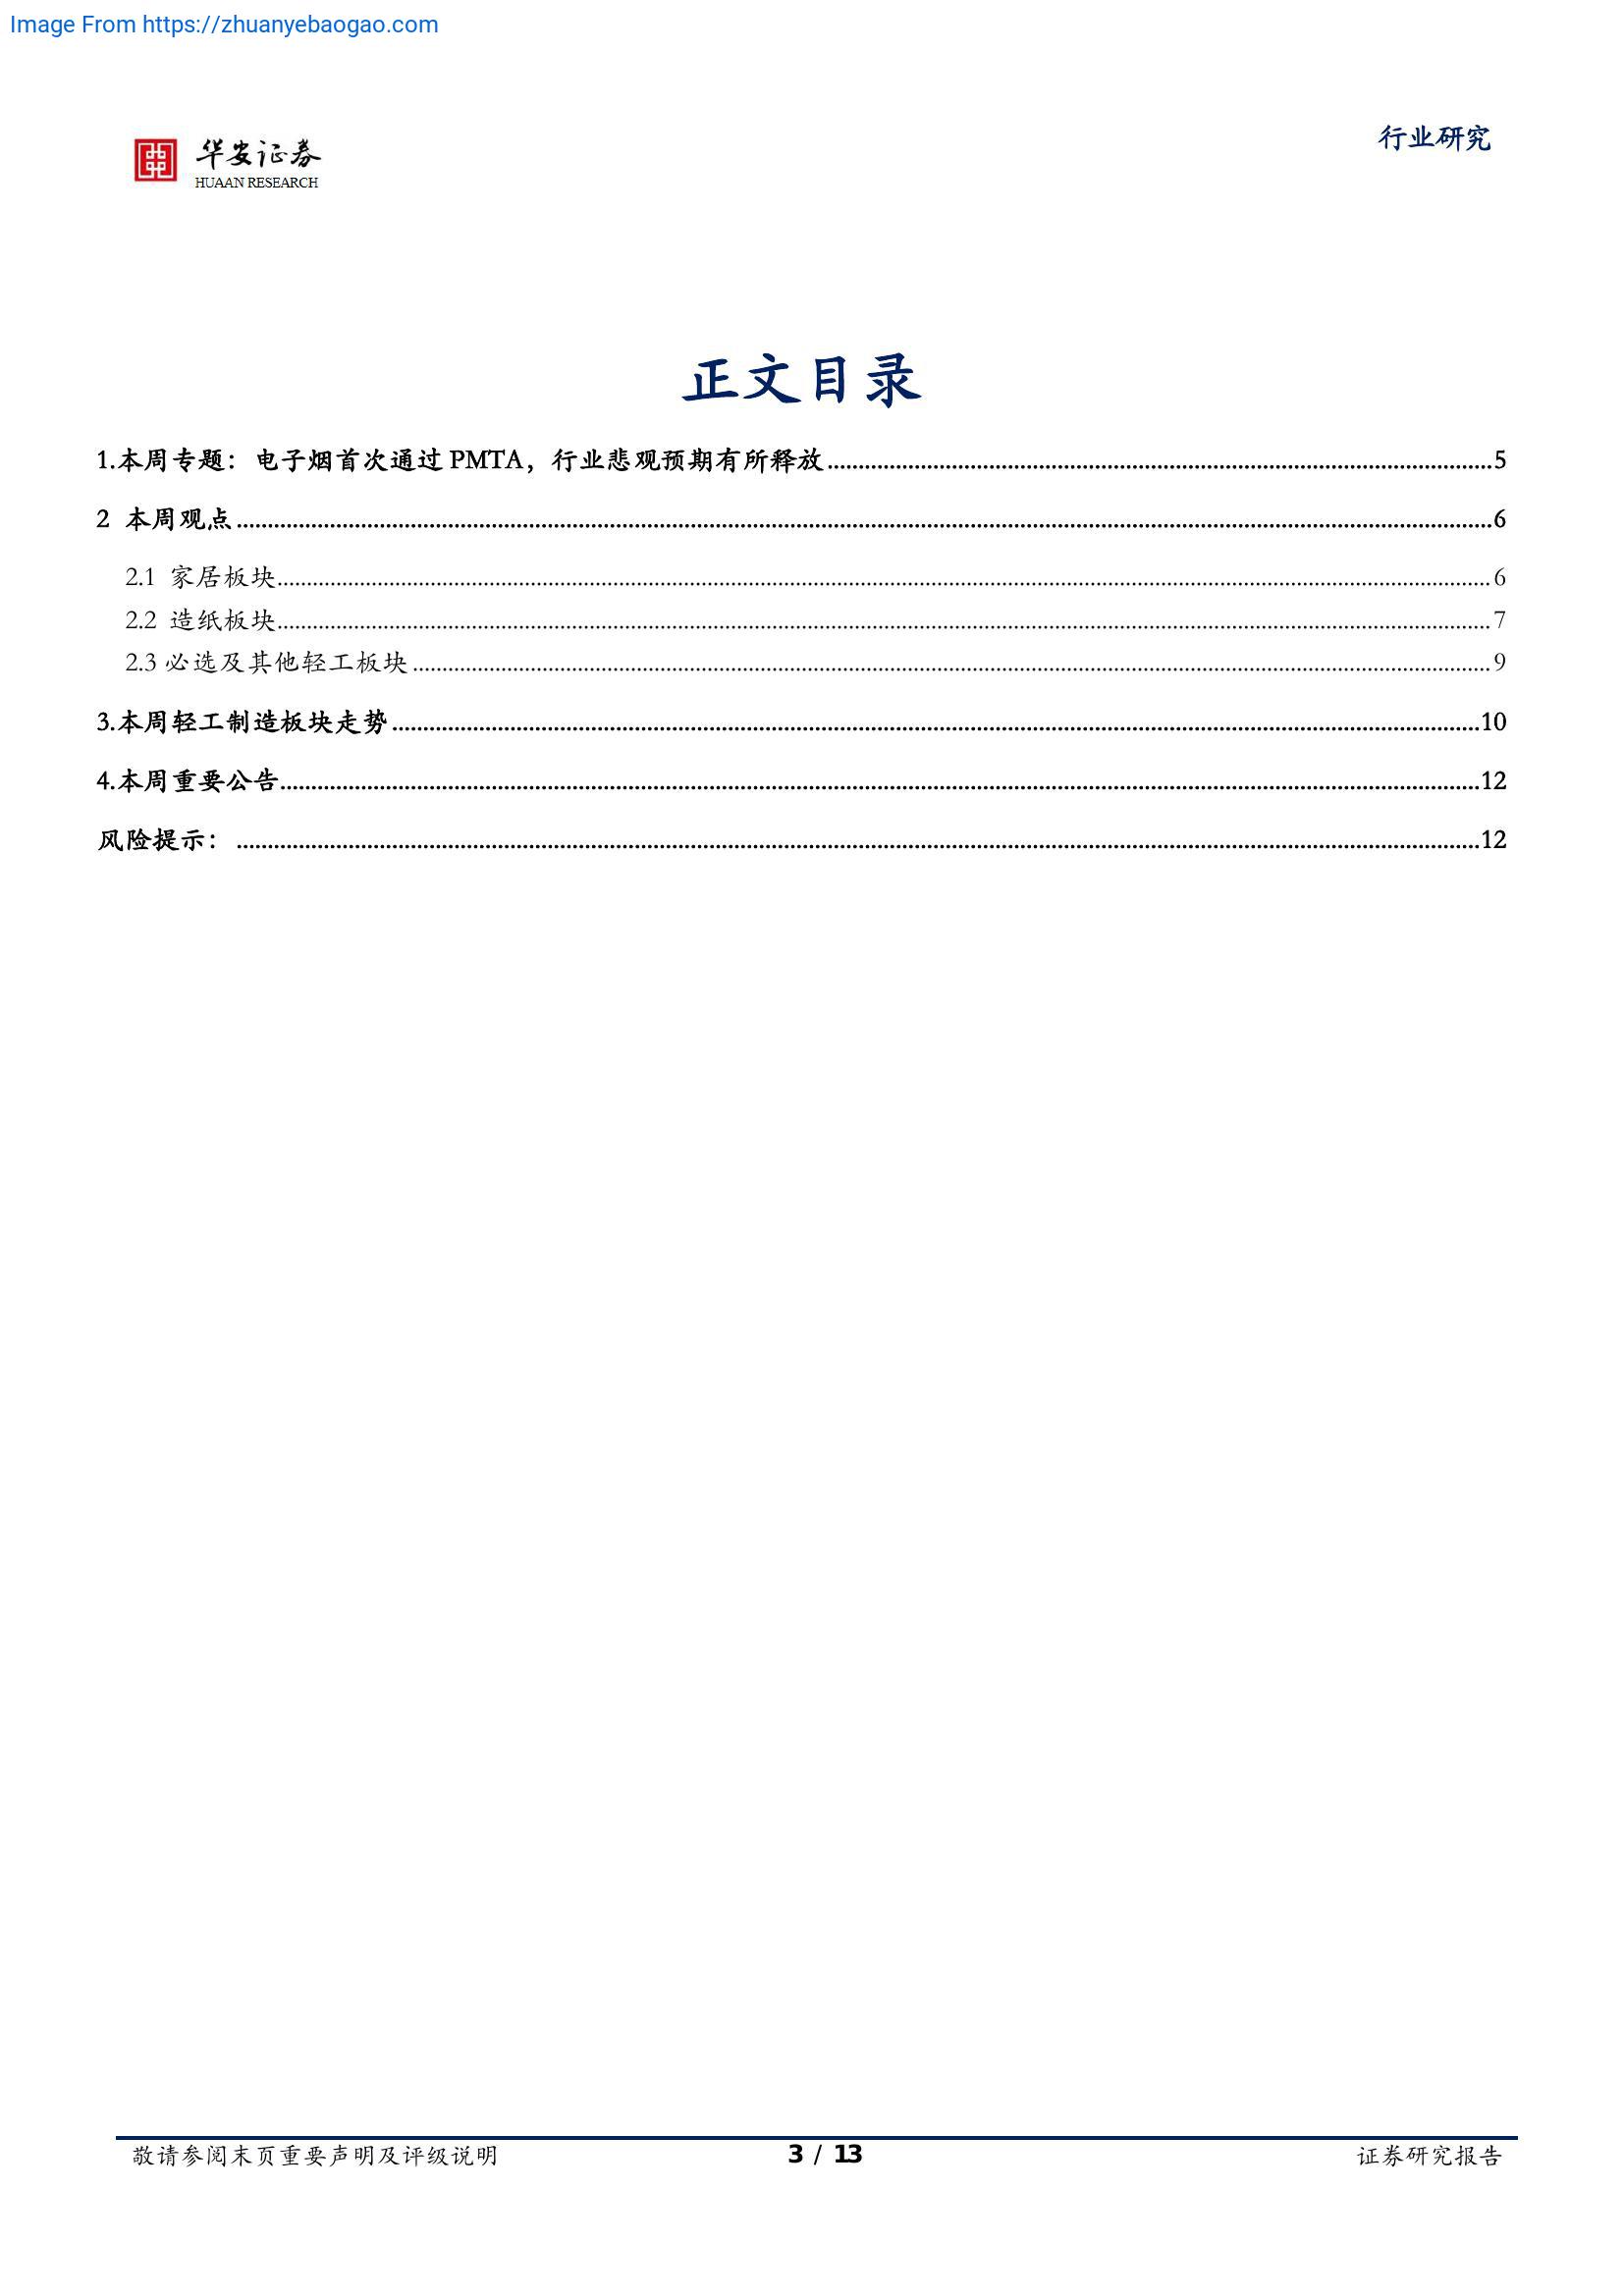 Image From https://zhuanyebaogao.com
华安证券
HUAAN RESEARCH
行业研究
正文目录
1.本周专题：电子烟首次通过 PMTA，行业悲观预期有所释放 5
2 本周观点 6
2.1 家居板块 6
2.2 造纸板块 7
2.3 必选及其他轻工板块 9
3.本周轻工制造板块走势 10
4.本周重要公告 12
风险提示： 12
敬请参阅末页重要声明及评级说明 3 / 13 证券研究报告